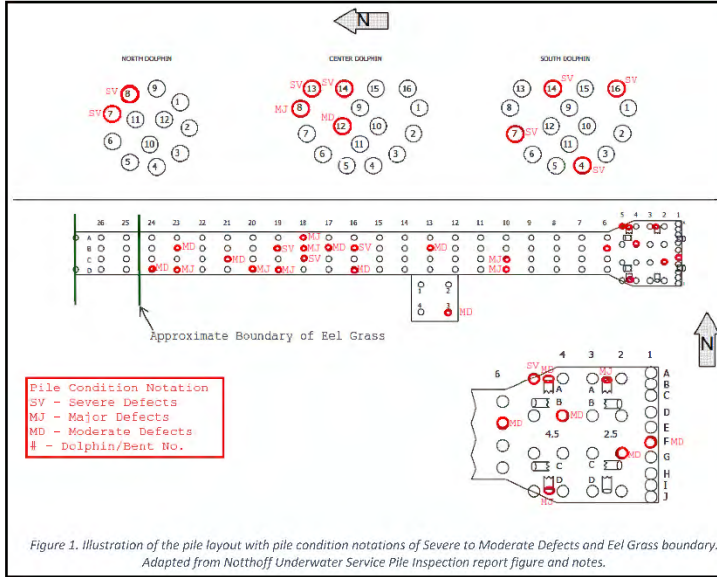 N
NORTH DOLPHIN
CENTER DOLPHIN
SOUTH DOLPHIN
SV 8 9
SV 7 11 12 1
2
6 10 3
5 4
SV 13 SV 14 15 16
MJ 8 9 1
MD 12 10
7 2
11 3
6 5 4
13 14 SV 15 16 SV
8 9 1
7 SV 12 10 2
11
6 5 4 SV 3
26 25 24 23 22 21 20 19 18 17 16 15 14 13 12 11 10 9 8 7 6 5 4 3 2 1
A MJ
B MD SV MJ MD SV MD
C MD SV MJ
D MD MJ MJ MJ MD MJ
1 2
4 3 MD
Approximate Boundary of Eel Grass
N
Pile Condition Notation
SV - Severe Defects
MJ - Major Defects
MD - Moderate Defects
# - Dolphin/Bent No.
6 4 3 2 1
SV MD MJ A
A A B
B B C
MD D
MD E
4.5 2.5 F MD
MD G
C C H
D D I
MJ J
Figure 1. Illustration of the pile layout with pile condition notations of Severe to Moderate Defects and Eel Grass boundary.
Adapted from Notthoff Underwater Service Pile Inspection report figure and notes.